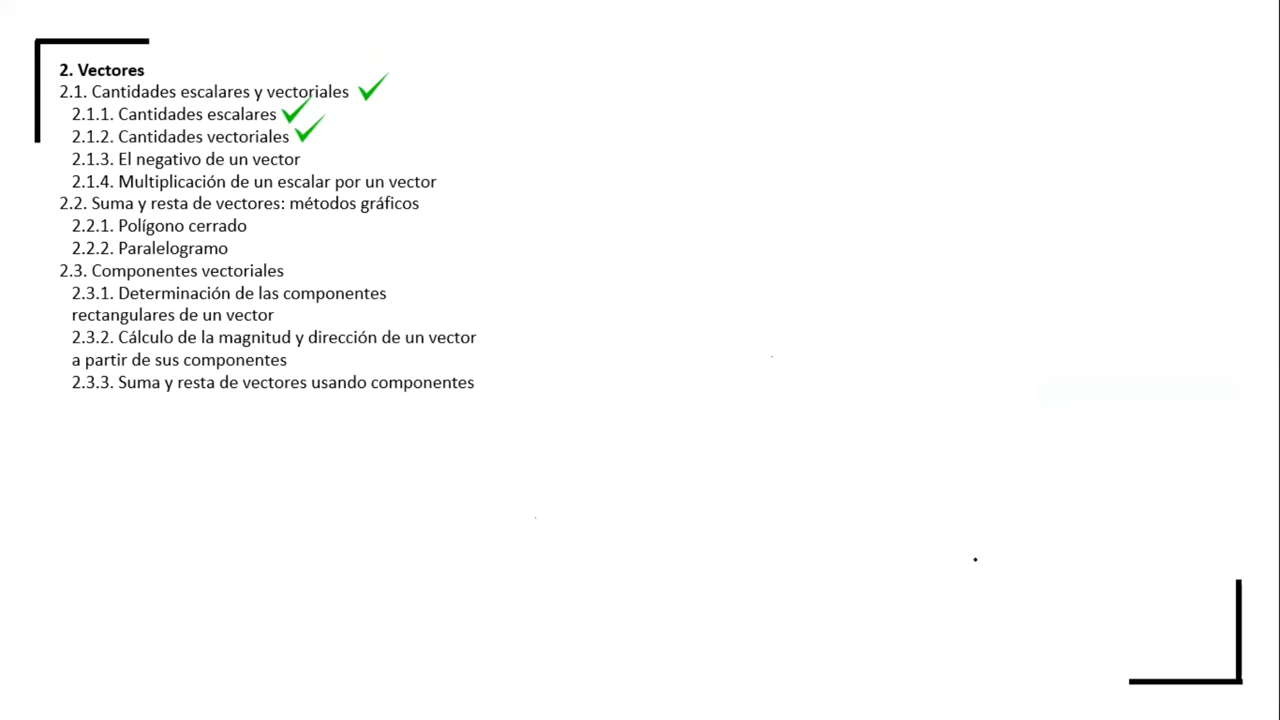 2. Vectores
2.1. Cantidades escalares y vectoriales
2.1.1. Cantidades escalares
2.1.2. Cantidades vectoriales
2.1.3. El negativo de un vector
2.1.4. Multiplicación de un escalar por un vector
2.2. Suma y resta de vectores: métodos gráficos
2.2.1. Polígono cerrado
2.2.2. Paralelogramo
2.3. Componentes vectoriales
2.3.1. Determinación de las componentes
rectangulares de un vector
2.3.2. Cálculo de la magnitud y dirección de un vector
a partir de sus componentes
2.3.3. Suma y resta de vectores usando componentes